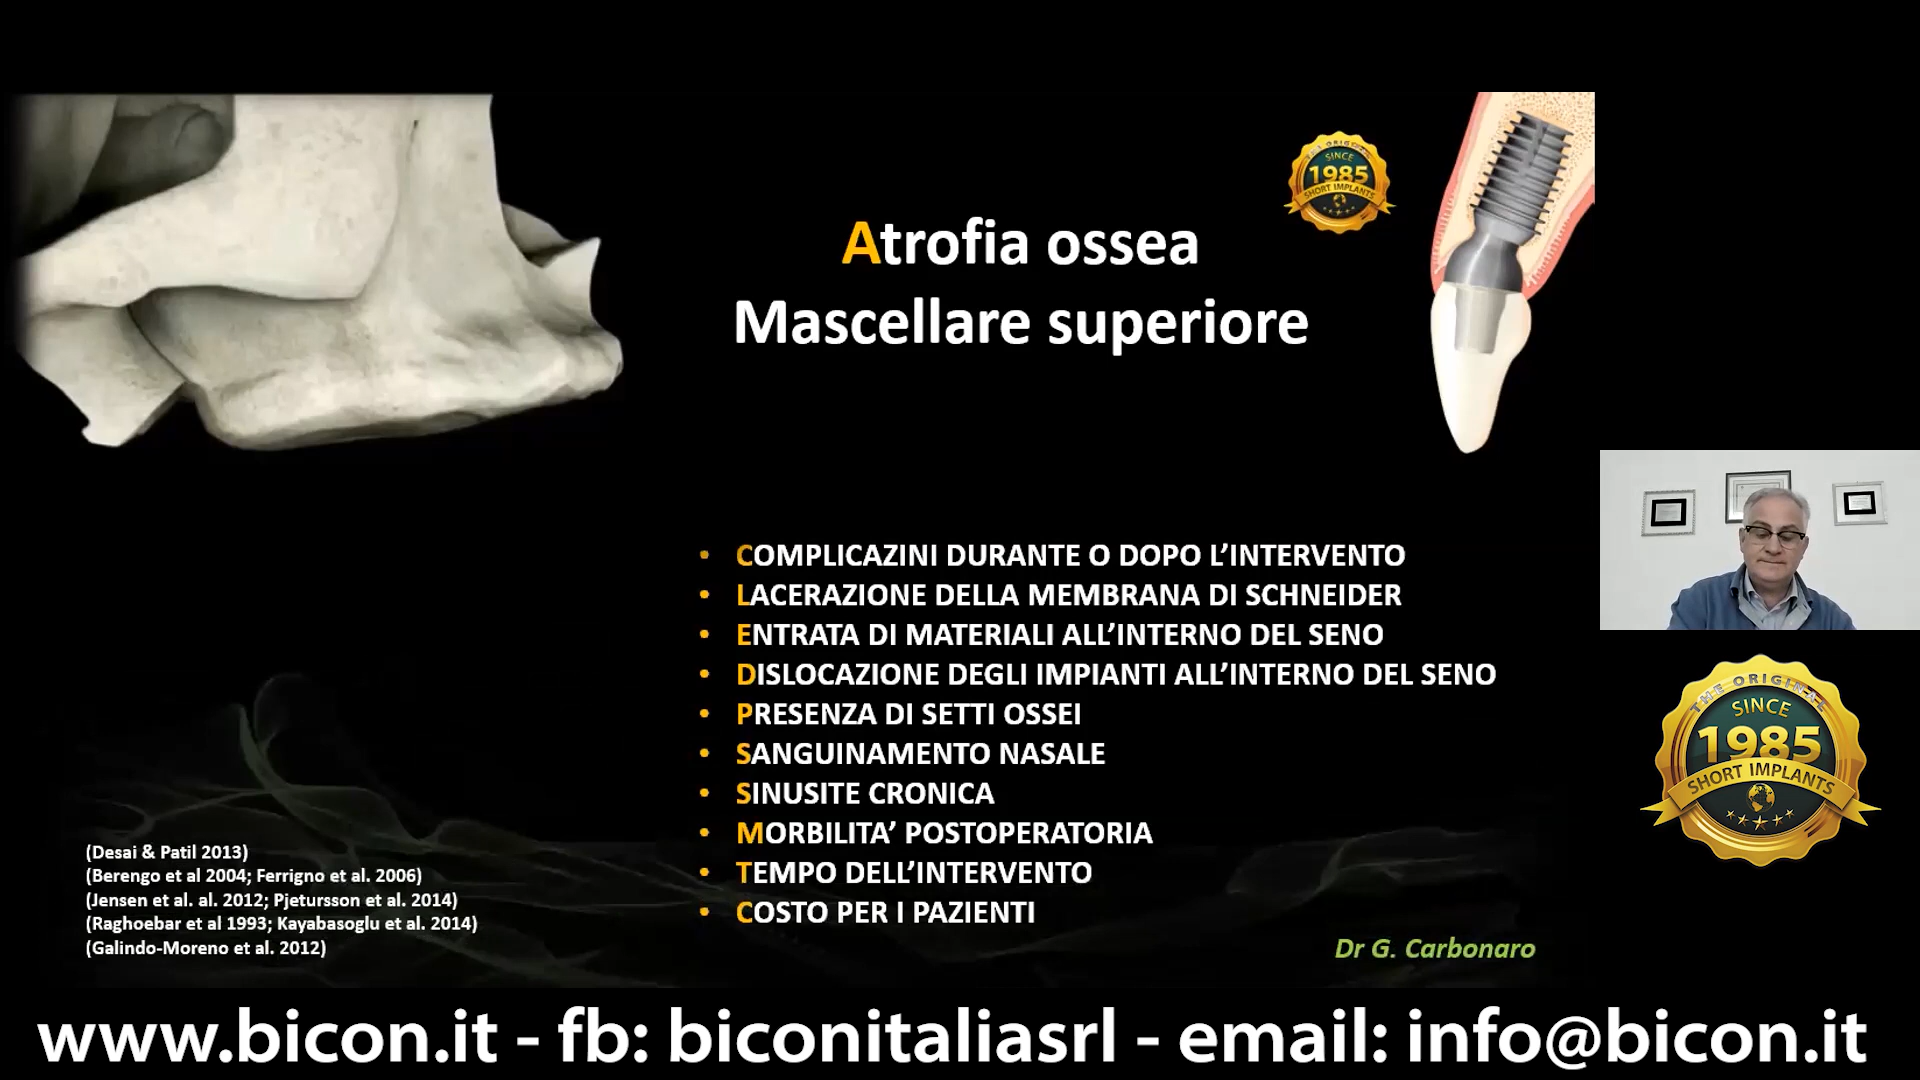 THE ORIGINAL
SINCE
1985
SHORT IMPLANTS
Atrofia ossea
Mascellare superiore
• COMPLICAZINI DURANTE O DOPO L’INTERVENTO
• LACERAZIONE DELLA MEMBRANA DI SCHNEIDER
• ENTRATA DI MATERIALI ALL’INTERNO DEL SENO
• DISLOCAZIONE DEGLI IMPIANTI ALL’INTERNO DEL SENO
• PRESENZA DI SETTI OSSEI
• SANGUINAMENTO NASALE
• SINUSITE CRONICA
• MORBILITA’ POSTOPERATORIA
• TEMPO DELL’INTERVENTO
• COSTO PER I PAZIENTI
(Desai & Patil 2013)
(Berengo et al 2004; Ferrigno et al. 2006)
(Jensen et al. al. 2012; Pjetursson et al. 2014)
(Raghoebar et al 1993; Kayabasoglu et al. 2014)
(Galindo-Moreno et al. 2012)
Dr G. Carbonaro
THE ORIGINAL
SINCE
1985
SHORT IMPLANTS
www.bicon.it - fb: biconitaliasrl - email: info@bicon.it